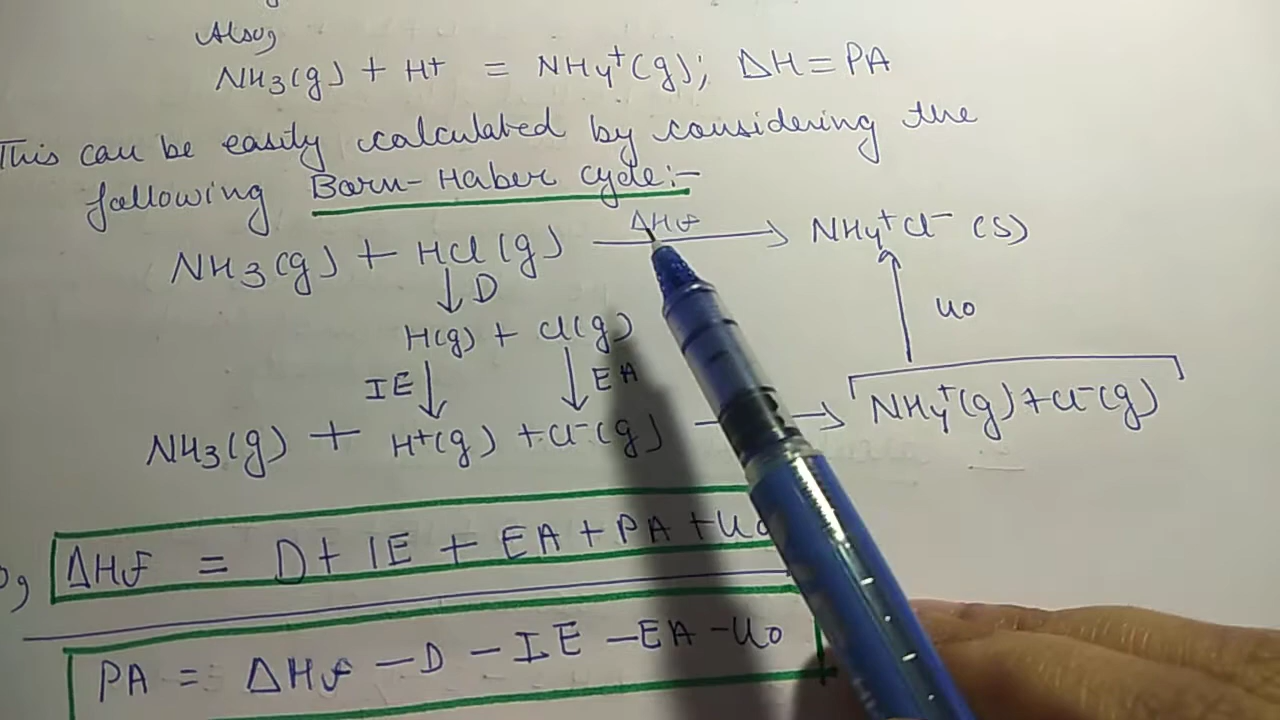 Also,
NH3(g) + H+ = NH4+(g); ΔH = PA
This can be easily calculated by considering the
following Born-Haber cycle:-
NH3(g) + HCl(g) ΔHf → NH4+Cl- (s)
↓ D
H(g) + Cl(g) ↑ U0
IE ↓ ↓ EA
NH3(g) + H+(g) + Cl-(g) → NH4+(g) + Cl-(g)
ΔHf = D + IE + EA + PA + U0
PA = ΔHf - D - IE - EA - U0